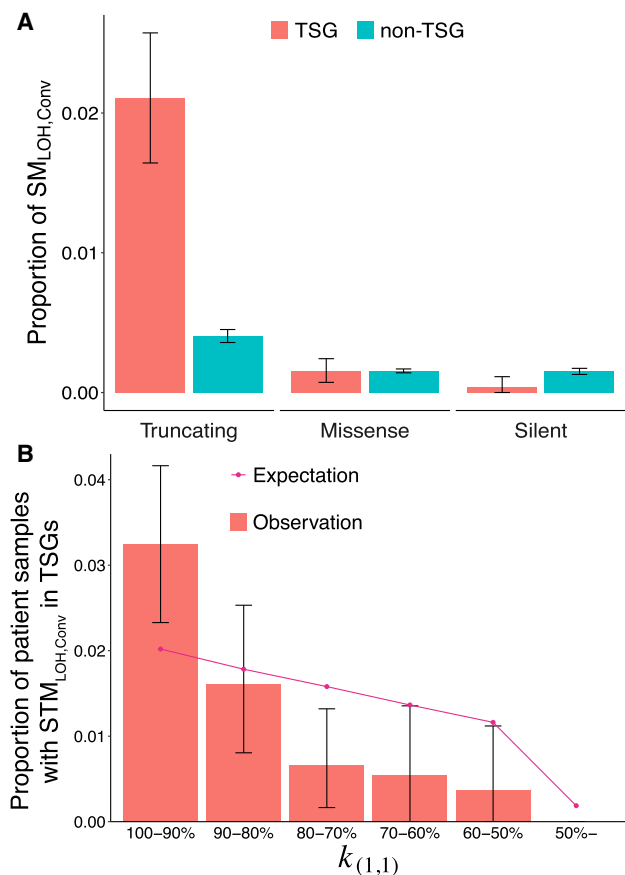 A
TSG non-TSG
Proportion of SM_LOH,Conv
0.02
0.01
0.00
Truncating Missense Silent
B
Expectation
Observation
Proportion of patient samples
with STM_LOH,Conv in TSGs
0.04
0.03
0.02
0.01
0.00
100–90% 90–80% 80–70% 70–60% 60–50% 50%–
k(1,1)